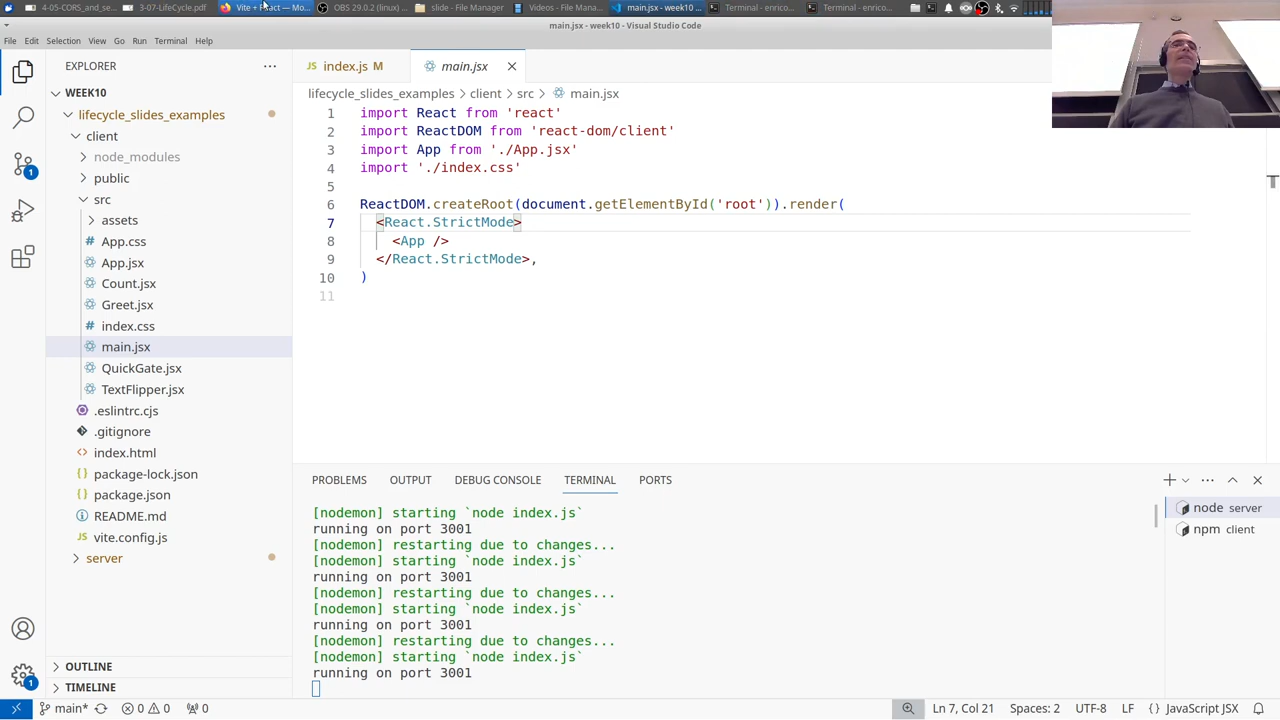 4-05-CORS_and_se...
3-07-LifeCycle.pdf
Vite + React — Mo...
OBS 29.0.2 (linux) ...
slide - File Manager
Videos - File Mana...
main.jsx - week10 ...
Terminal - enrico...
Terminal - enrico...
main.jsx - week10 - Visual Studio Code
File Edit Selection View Go Run Terminal Help
EXPLORER
WEEK10
lifecycle_slides_examples
client
node_modules
public
src
assets
App.css
App.jsx
Count.jsx
Greet.jsx
index.css
main.jsx
QuickGate.jsx
TextFlipper.jsx
.eslintrc.cjs
.gitignore
index.html
package-lock.json
package.json
README.md
vite.config.js
server
OUTLINE
TIMELINE
index.js M
main.jsx
lifecycle_slides_examples > client > src > main.jsx
1 import React from 'react'
2 import ReactDOM from 'react-dom/client'
3 import App from './App.jsx'
4 import './index.css'
5
6 ReactDOM.createRoot(document.getElementById('root')).render(
7 <React.StrictMode>
8 <App />
9 </React.StrictMode>,
10 )
11
PROBLEMS OUTPUT DEBUG CONSOLE TERMINAL PORTS
[nodemon] starting `node index.js`
running on port 3001
[nodemon] restarting due to changes...
[nodemon] starting `node index.js`
running on port 3001
[nodemon] restarting due to changes...
[nodemon] starting `node index.js`
running on port 3001
[nodemon] restarting due to changes...
[nodemon] starting `node index.js`
running on port 3001
node server
npm client
1
1
main* 0 0 0
Ln 7, Col 21 Spaces: 2 UTF-8 LF {} JavaScript JSX